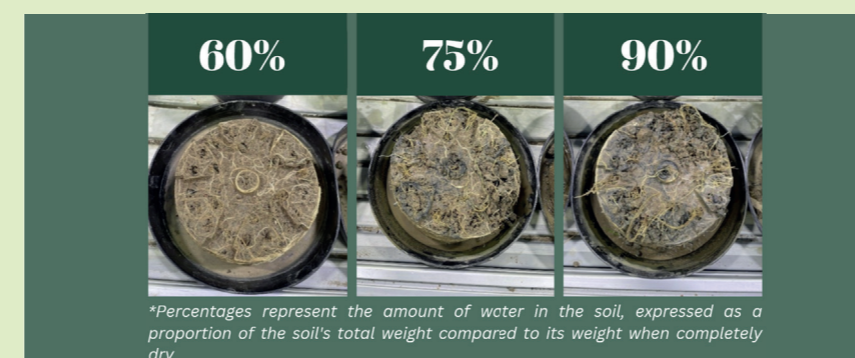 60% 75% 90%
*Percentages represent the amount of water in the soil, expressed as a
proportion of the soil's total weight compared to its weight when completely
dry